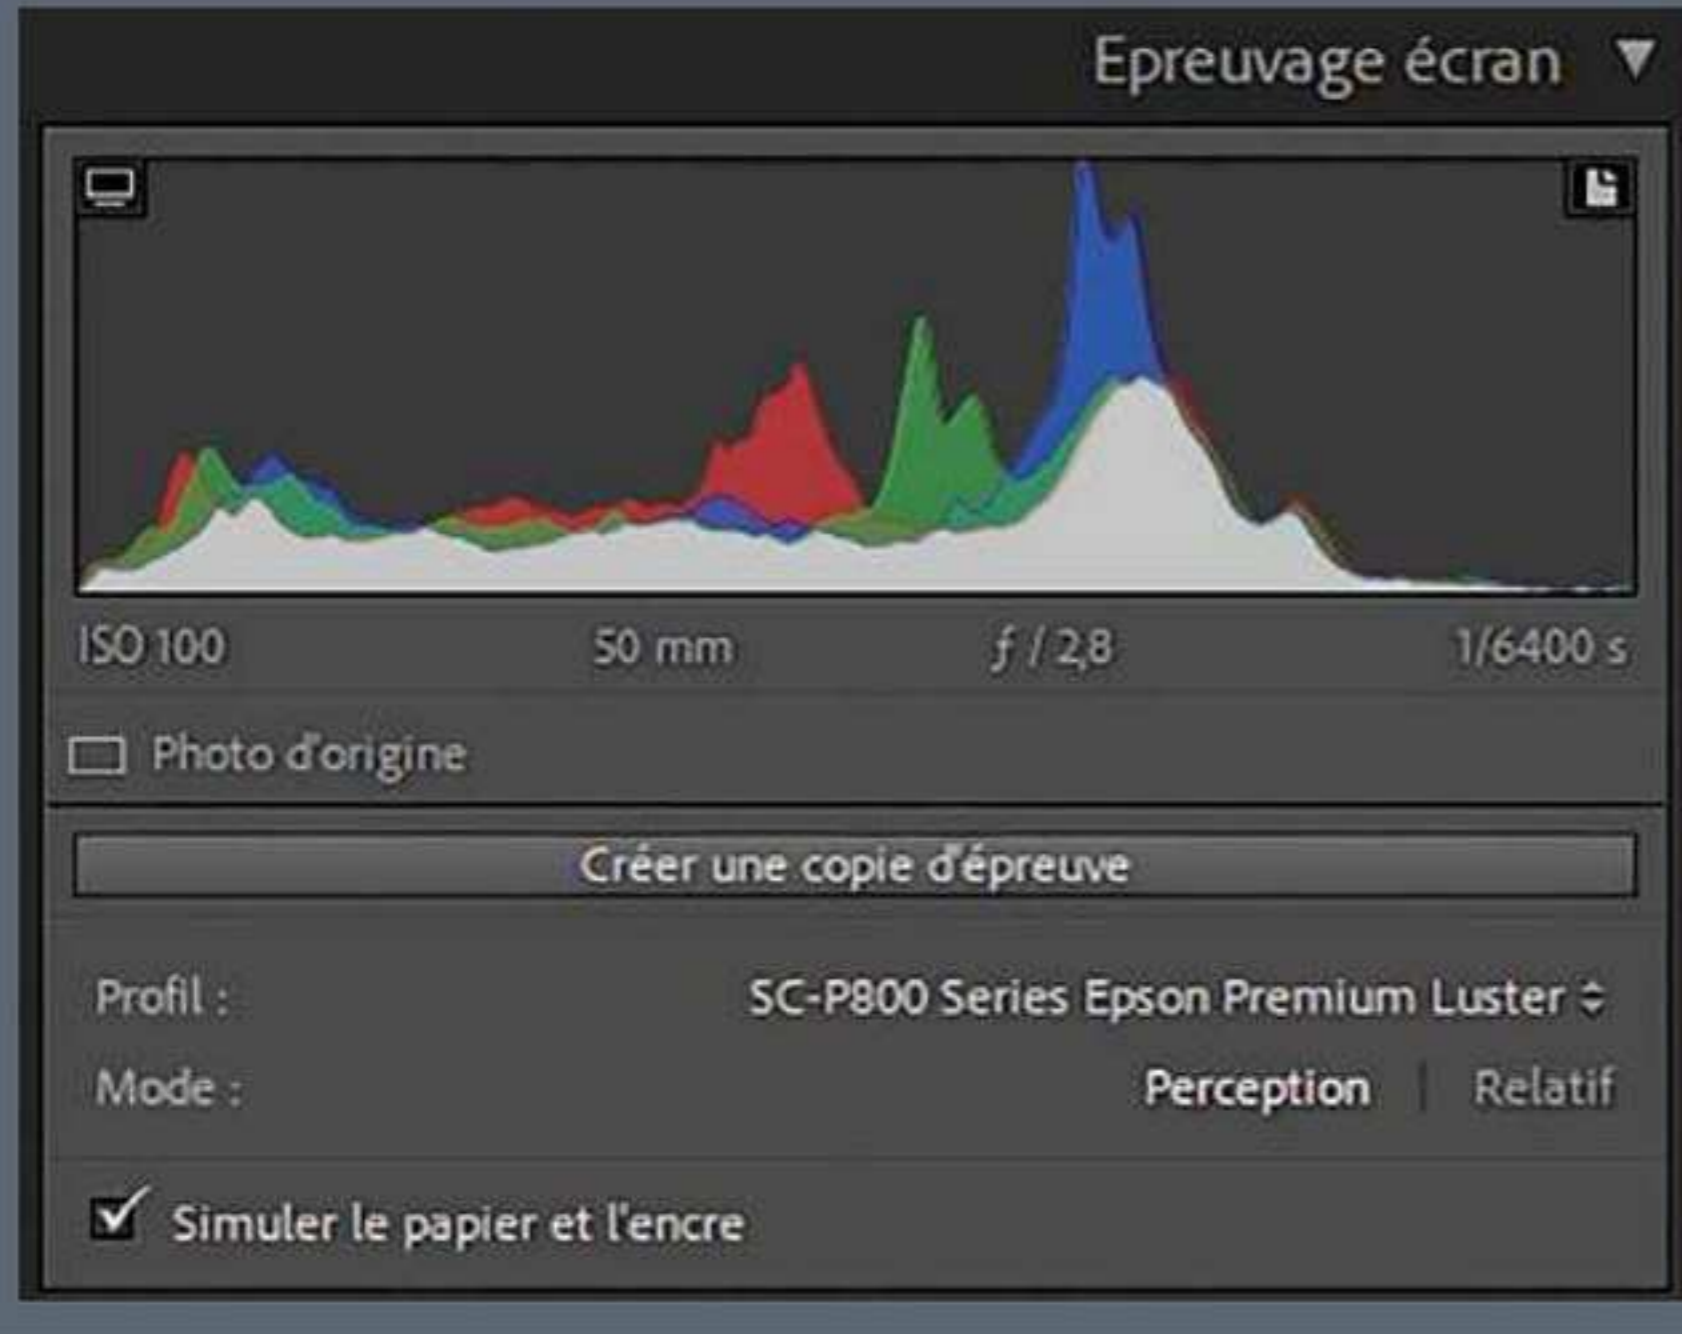 Epreuvage écran
ISO 100 50 mm ƒ / 2,8 1/6400 s
Photo d'origine
Créer une copie d'épreuve
Profil : SC-P800 Series Epson Premium Luster
Mode : Perception | Relatif
Simuler le papier et l'encre